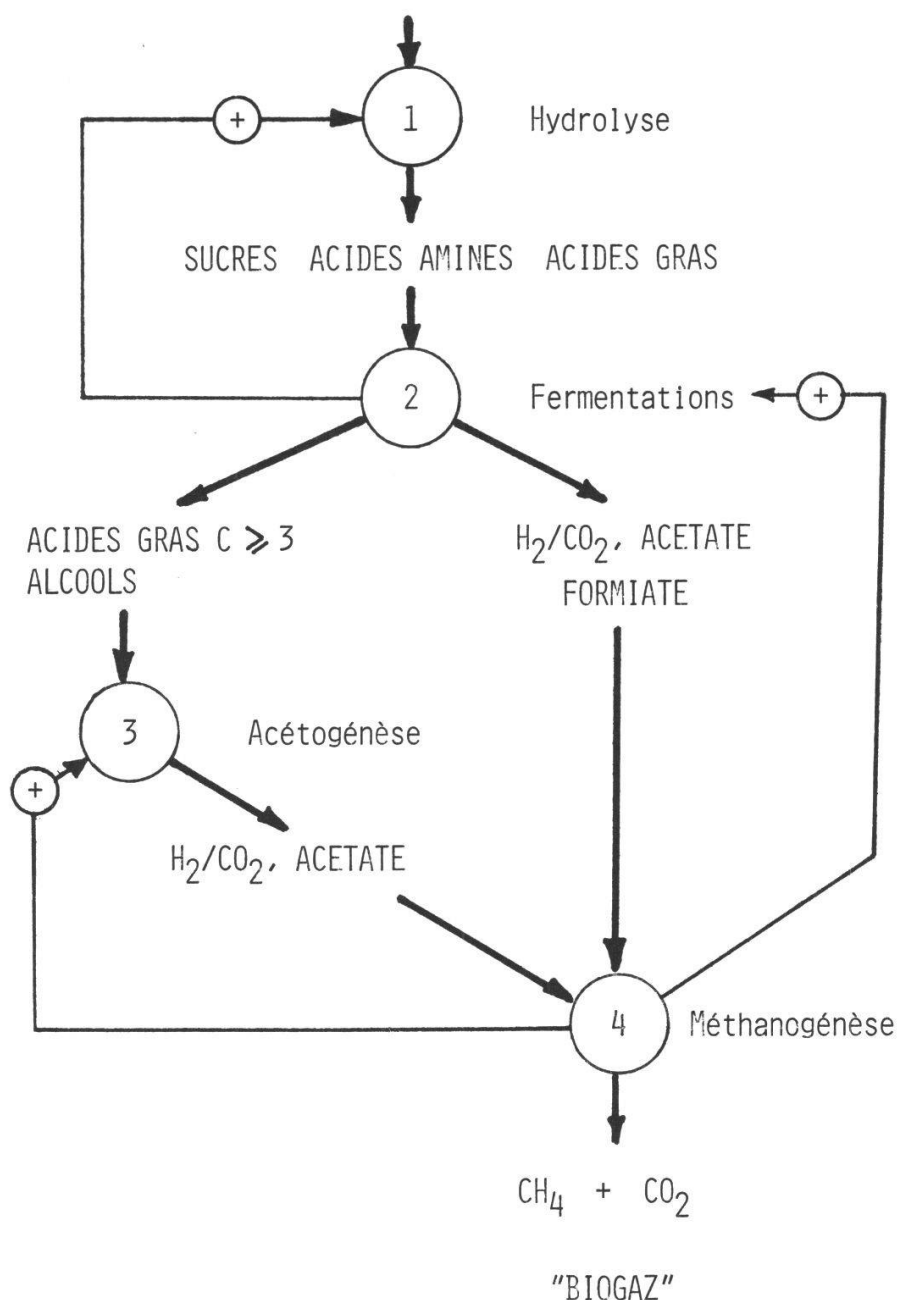 +
1
Hydrolyse
SUCRES ACIDES AMINES ACIDES GRAS
2
Fermentations
+
ACIDES GRAS C ⩾ 3
ALCOOLS
H₂/CO₂, ACETATE
FORMIATE
3
Acétogénèse
+
H₂/CO₂, ACETATE
4
Méthanogénèse
CH₄ + CO₂
"BIOGAZ"